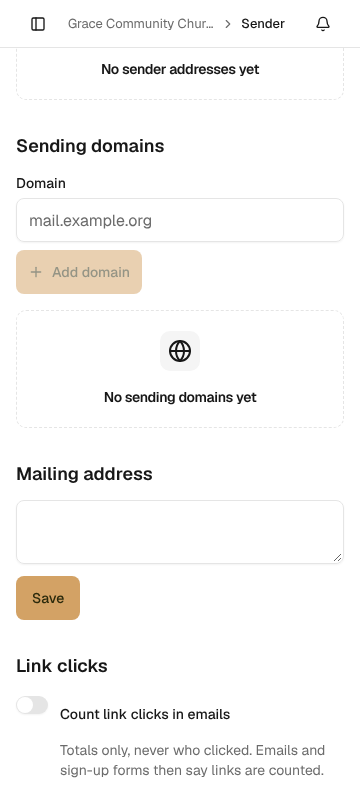 Grace Community Chur... > Sender
No sender addresses yet
Sending domains
Domain
mail.example.org
+ Add domain
No sending domains yet
Mailing address
Save
Link clicks
Count link clicks in emails
Totals only, never who clicked. Emails and
sign-up forms then say links are counted.